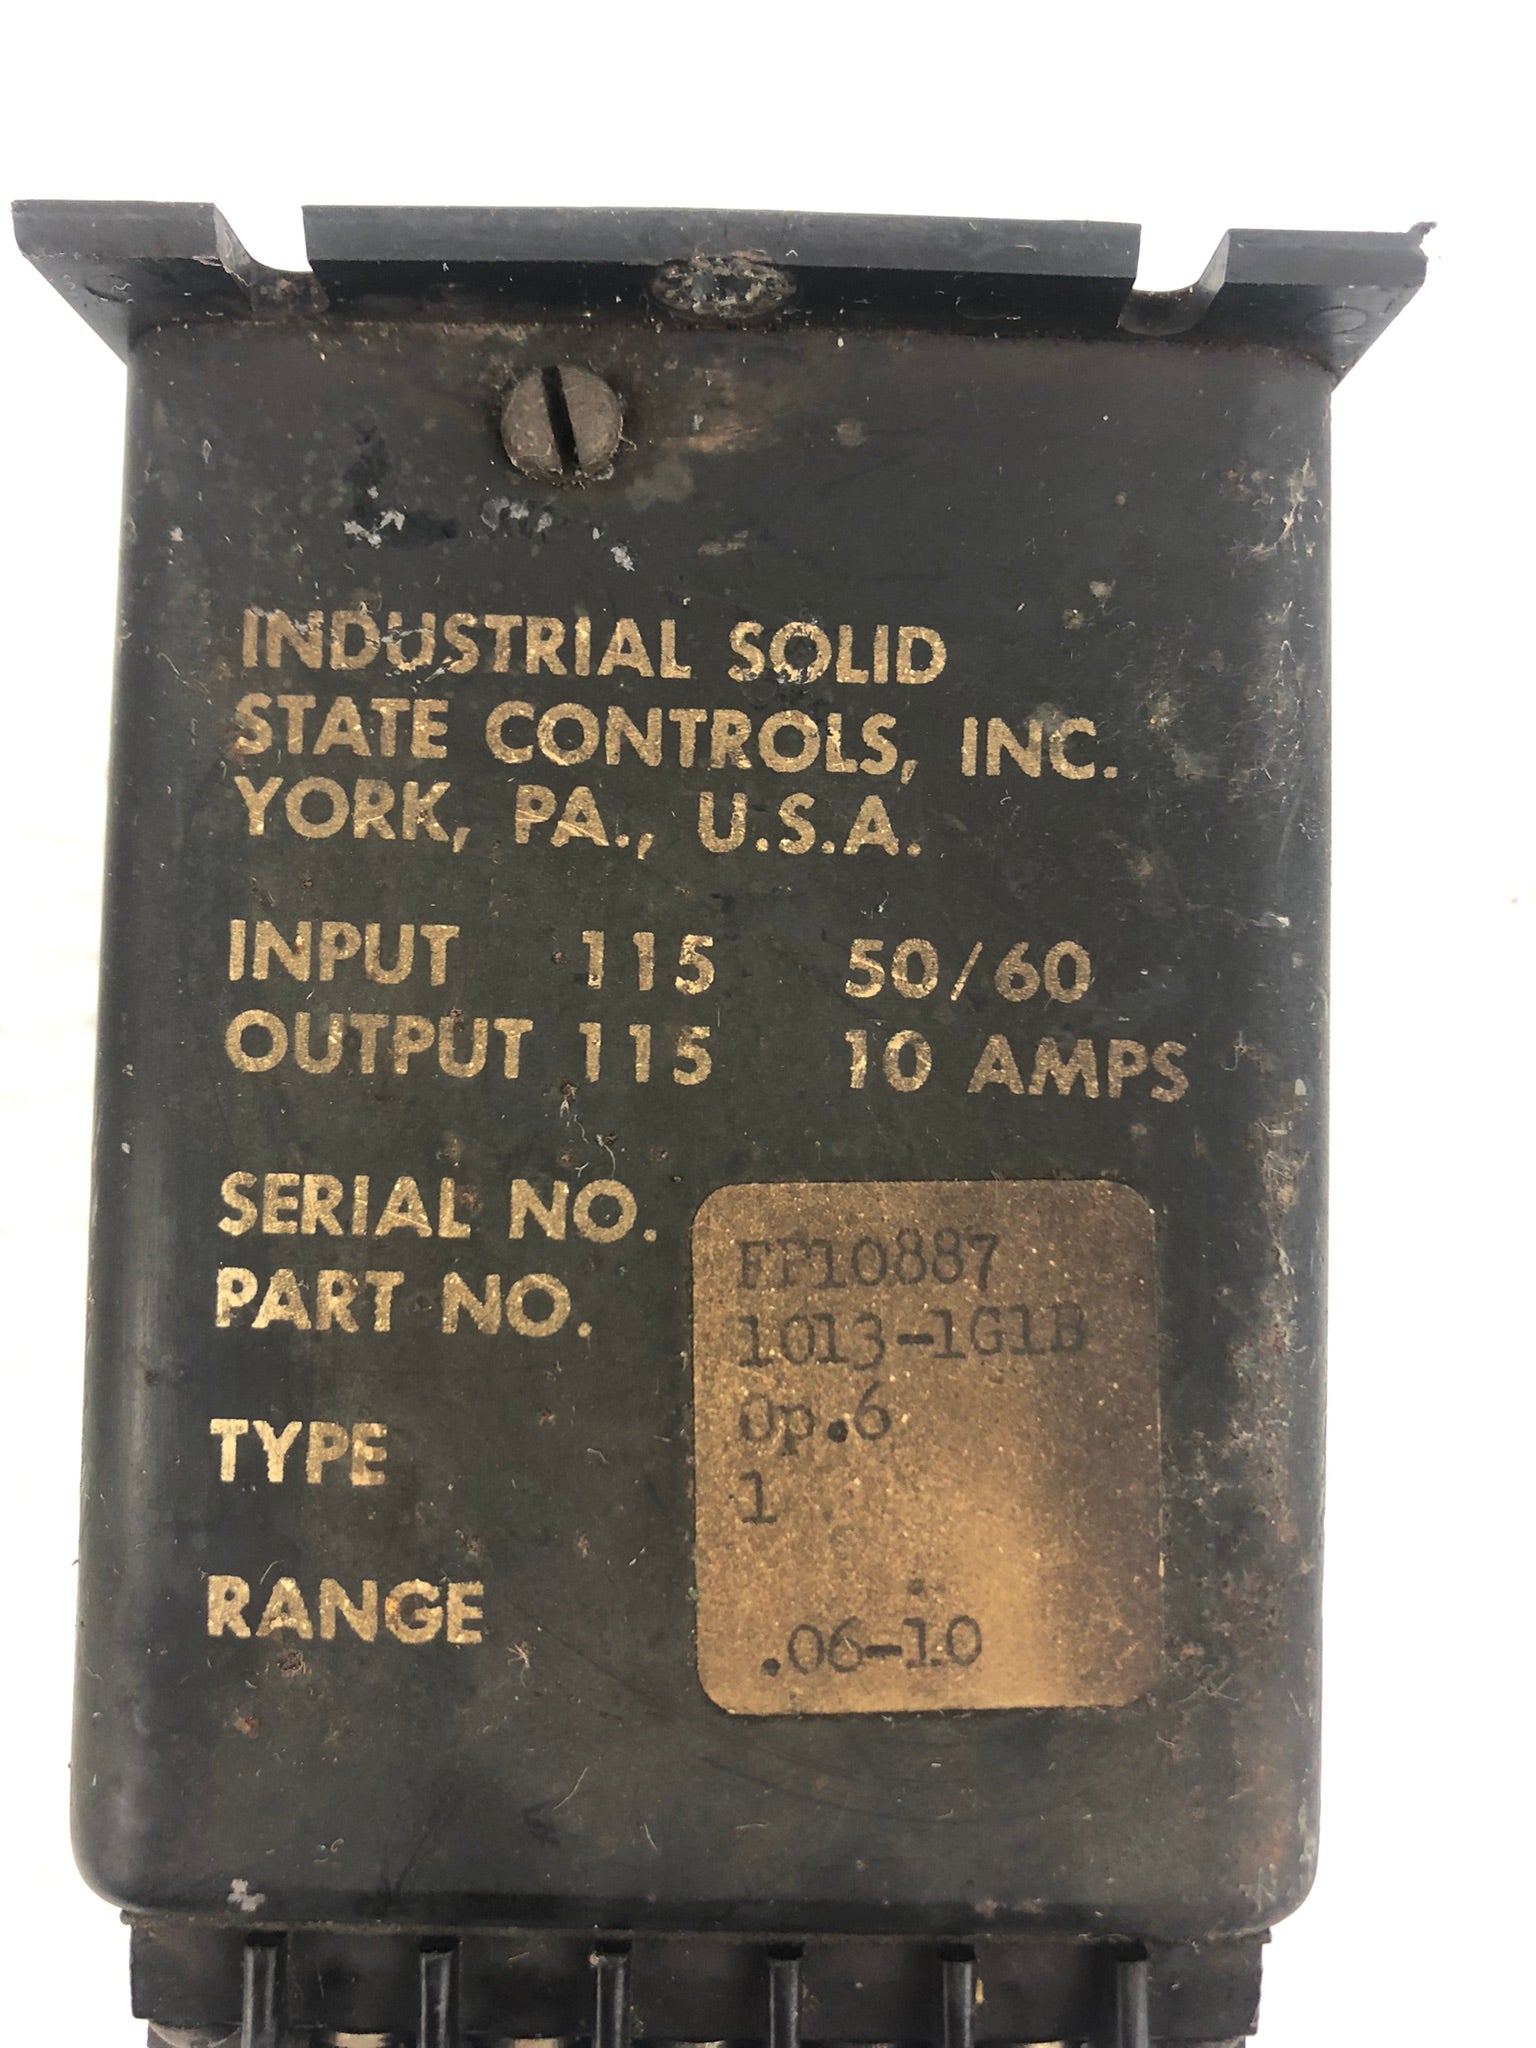 INDUSTRIAL SOLID
STATE CONTROLS, INC.
YORK, PA., U.S.A.
INPUT 115 50/60
OUTPUT 115 10 AMPS
SERIAL NO. FP10887
PART NO. 1013-1G1B
Op.6
TYPE 1
RANGE .06-10